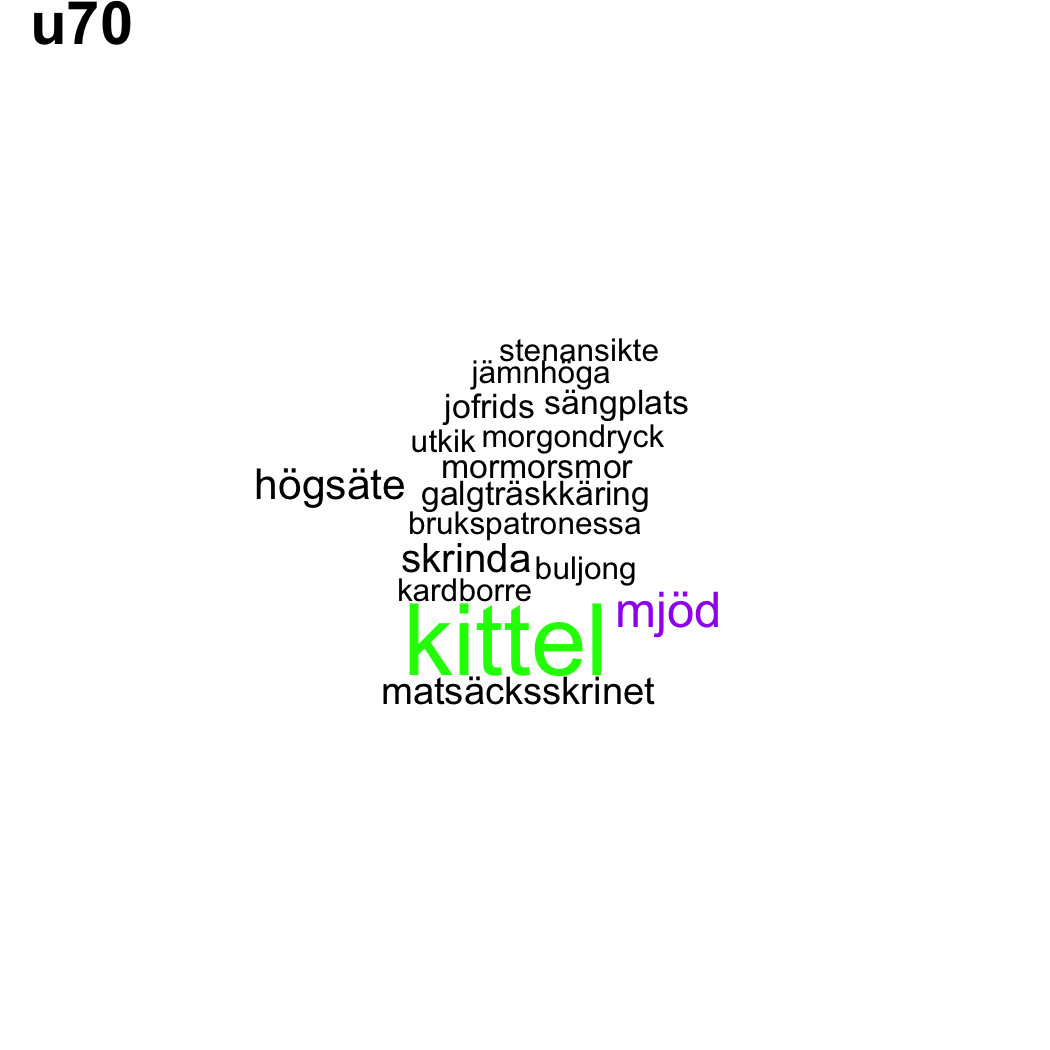 u70
stenansikte
jämnhöga
jofrids sängplats
utkik morgondryck
mormorsmor
högsäte galgträskkäring
brukspatronessa
skrinda buljong
kardborre
kittel mjöd
matsäcksskrinet